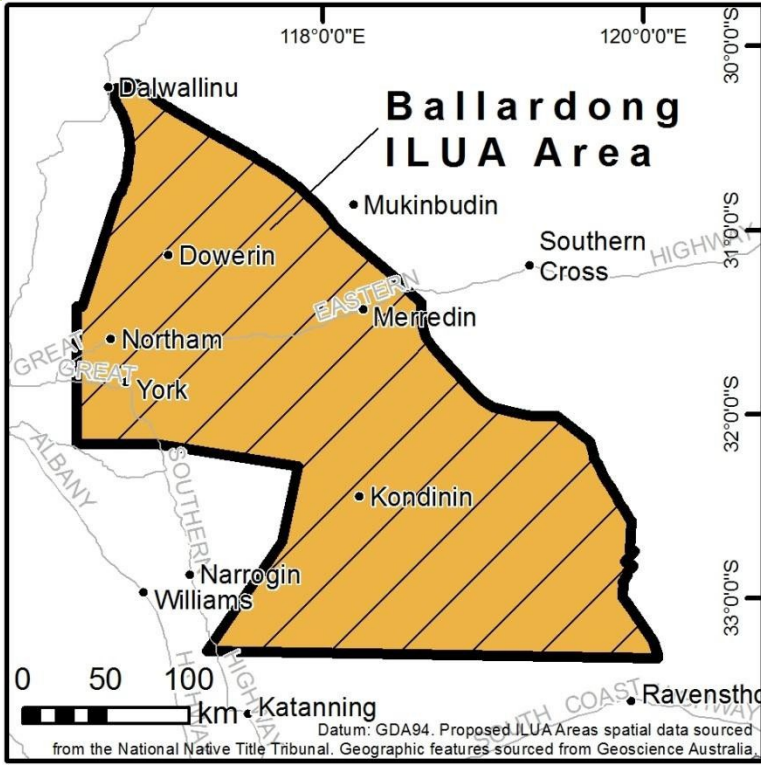 118°0'0"E
120°0'0"E
30°0'0"S
Dalwallinu
Ballardong
ILUA Area
Mukinbudin
31°0'0"S
Southern
Cross
HIGHWAY
Dowerin
EASTERN
Merredin
Northam
GREAT
GREAT
York
32°0'0"S
ALBANY
SOUTHERN
Kondinin
Narrogin
Williams
33°0'0"S
HIGHWAY
HIGHWAY
0 50 100
km
Katanning
SOUTH COAST HIGHWAY
Ravenstho
Datum: GDA94. Proposed ILUA Areas spatial data sourced
from the National Native Title Tribunal. Geographic features sourced from Geoscience Australia.